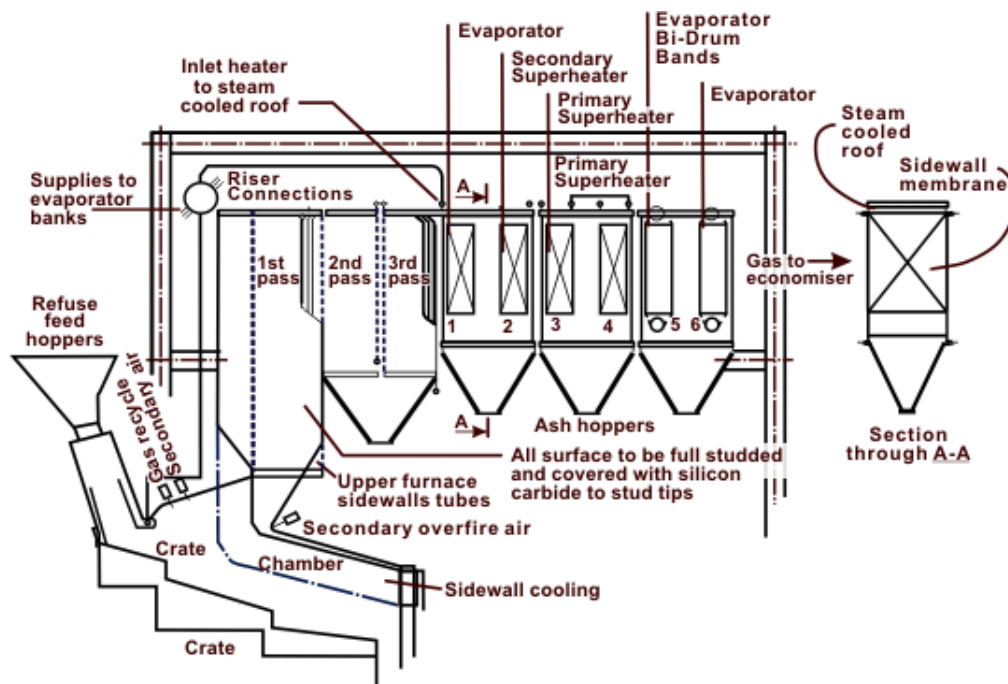 Evaporator
Secondary
Superheater
Primary
Superheater
Primary
Superheater
Evaporator
Bi-Drum
Bands
Evaporator
Inlet heater
to steam
cooled roof
Steam
cooled
roof
Sidewall
membrane
Supplies to
evaporator
banks
Riser
Connections
A
1st
pass
2nd
pass
3rd
pass
Gas to
economiser
1
2
3
4
5
6
Refuse
feed
hoppers
Gas recycle
Secondary air
A
Ash hoppers
All surface to be full studded
and covered with silicon
carbide to stud tips
Section
through A-A
Upper furnace
sidewalls tubes
Secondary overfire air
Crate
Chamber
Sidewall cooling
Crate